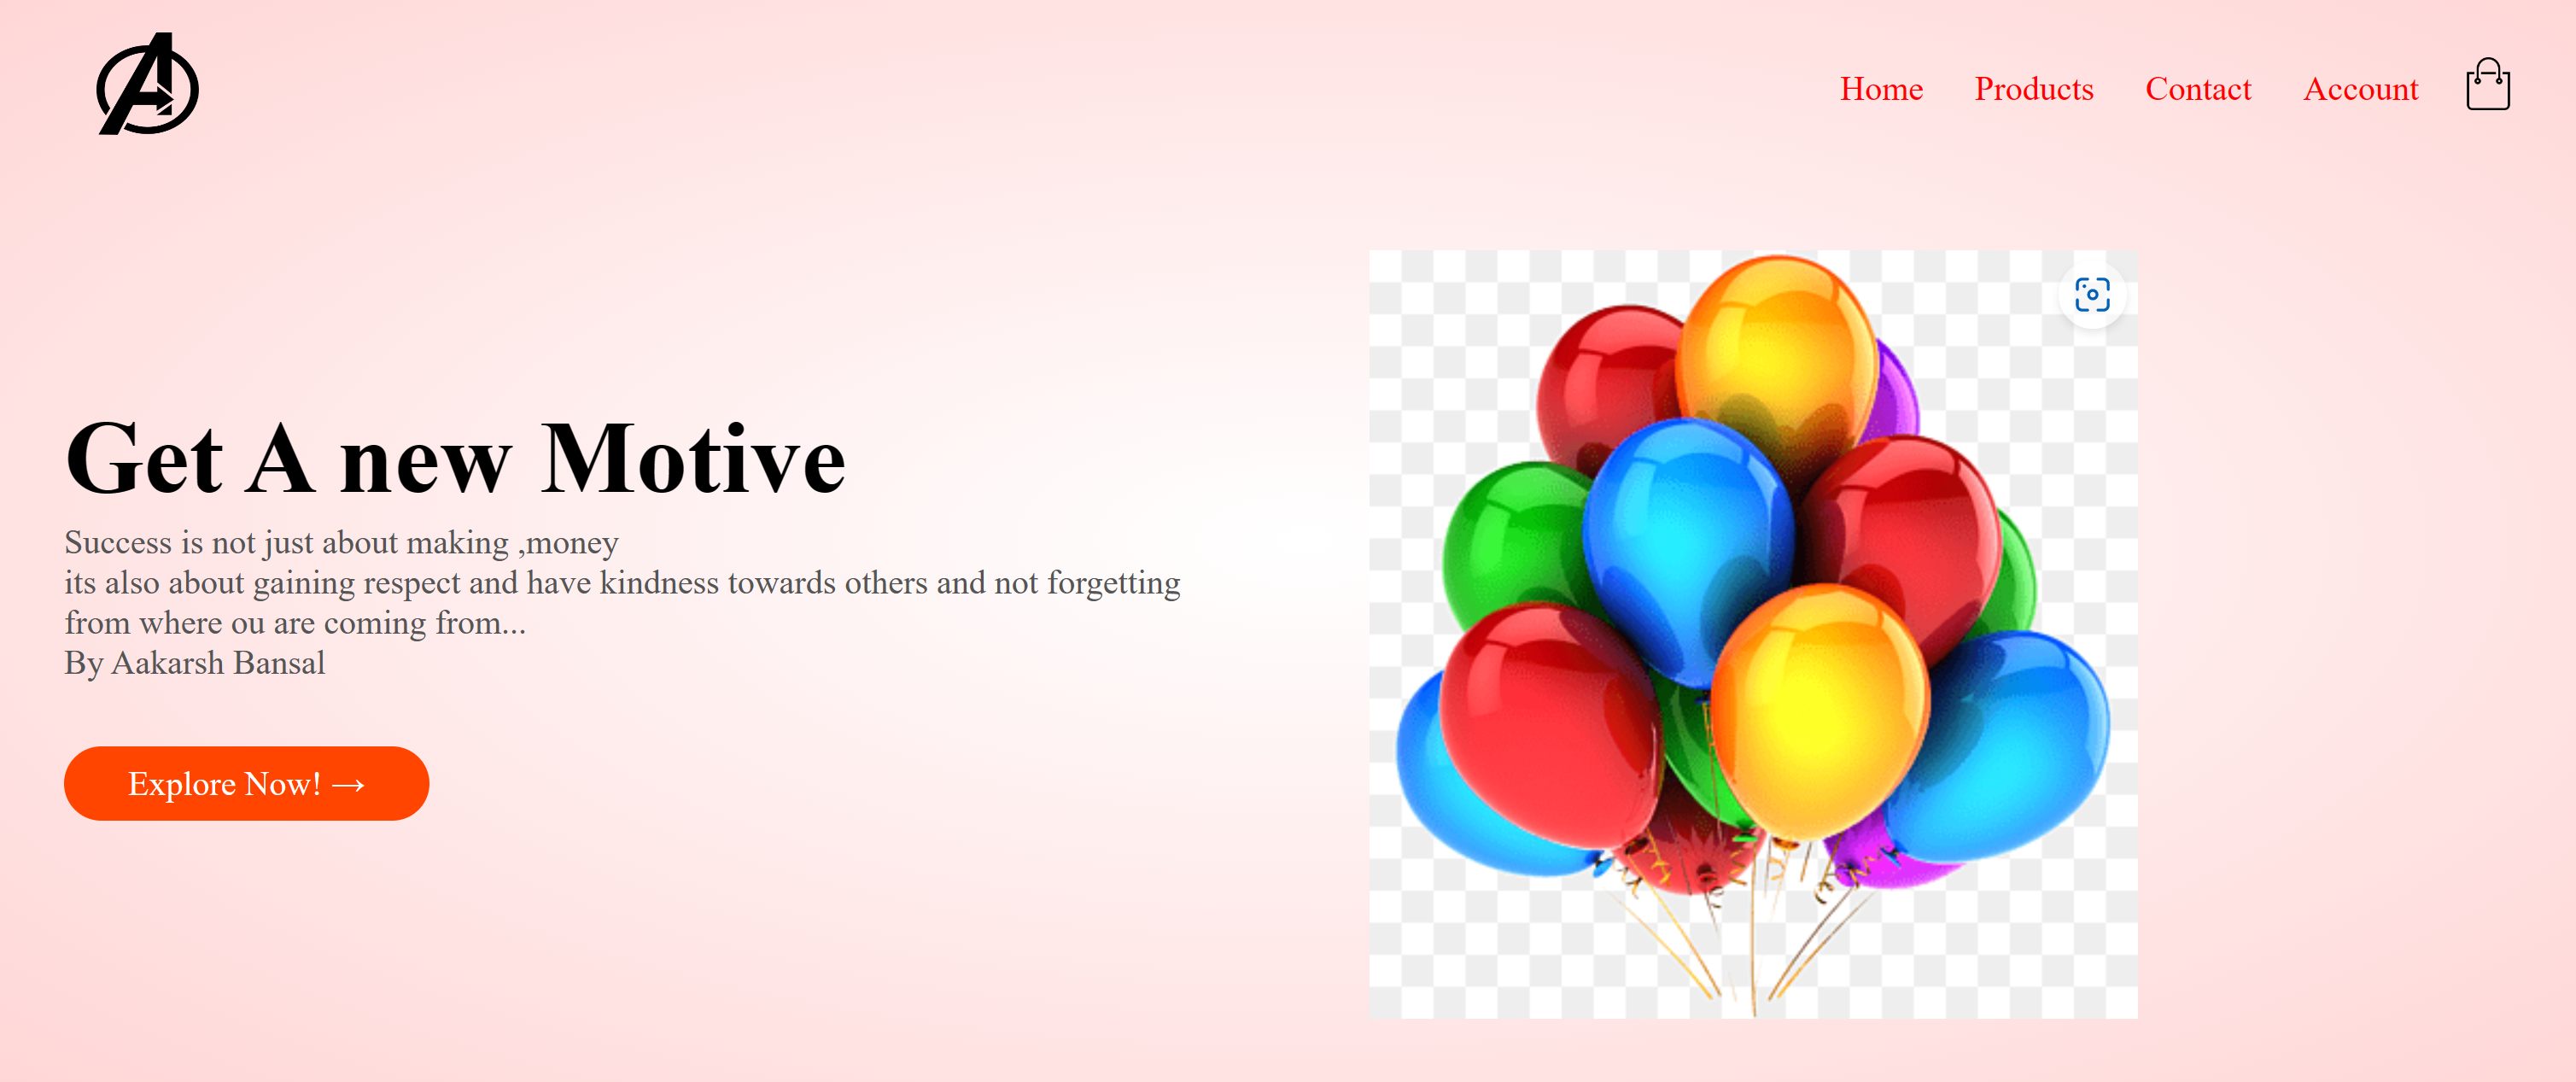 Home Products Contact Account
Get A new Motive
Success is not just about making ,money
its also about gaining respect and have kindness towards others and not forgetting
from where ou are coming from...
By Aakarsh Bansal
Explore Now! →